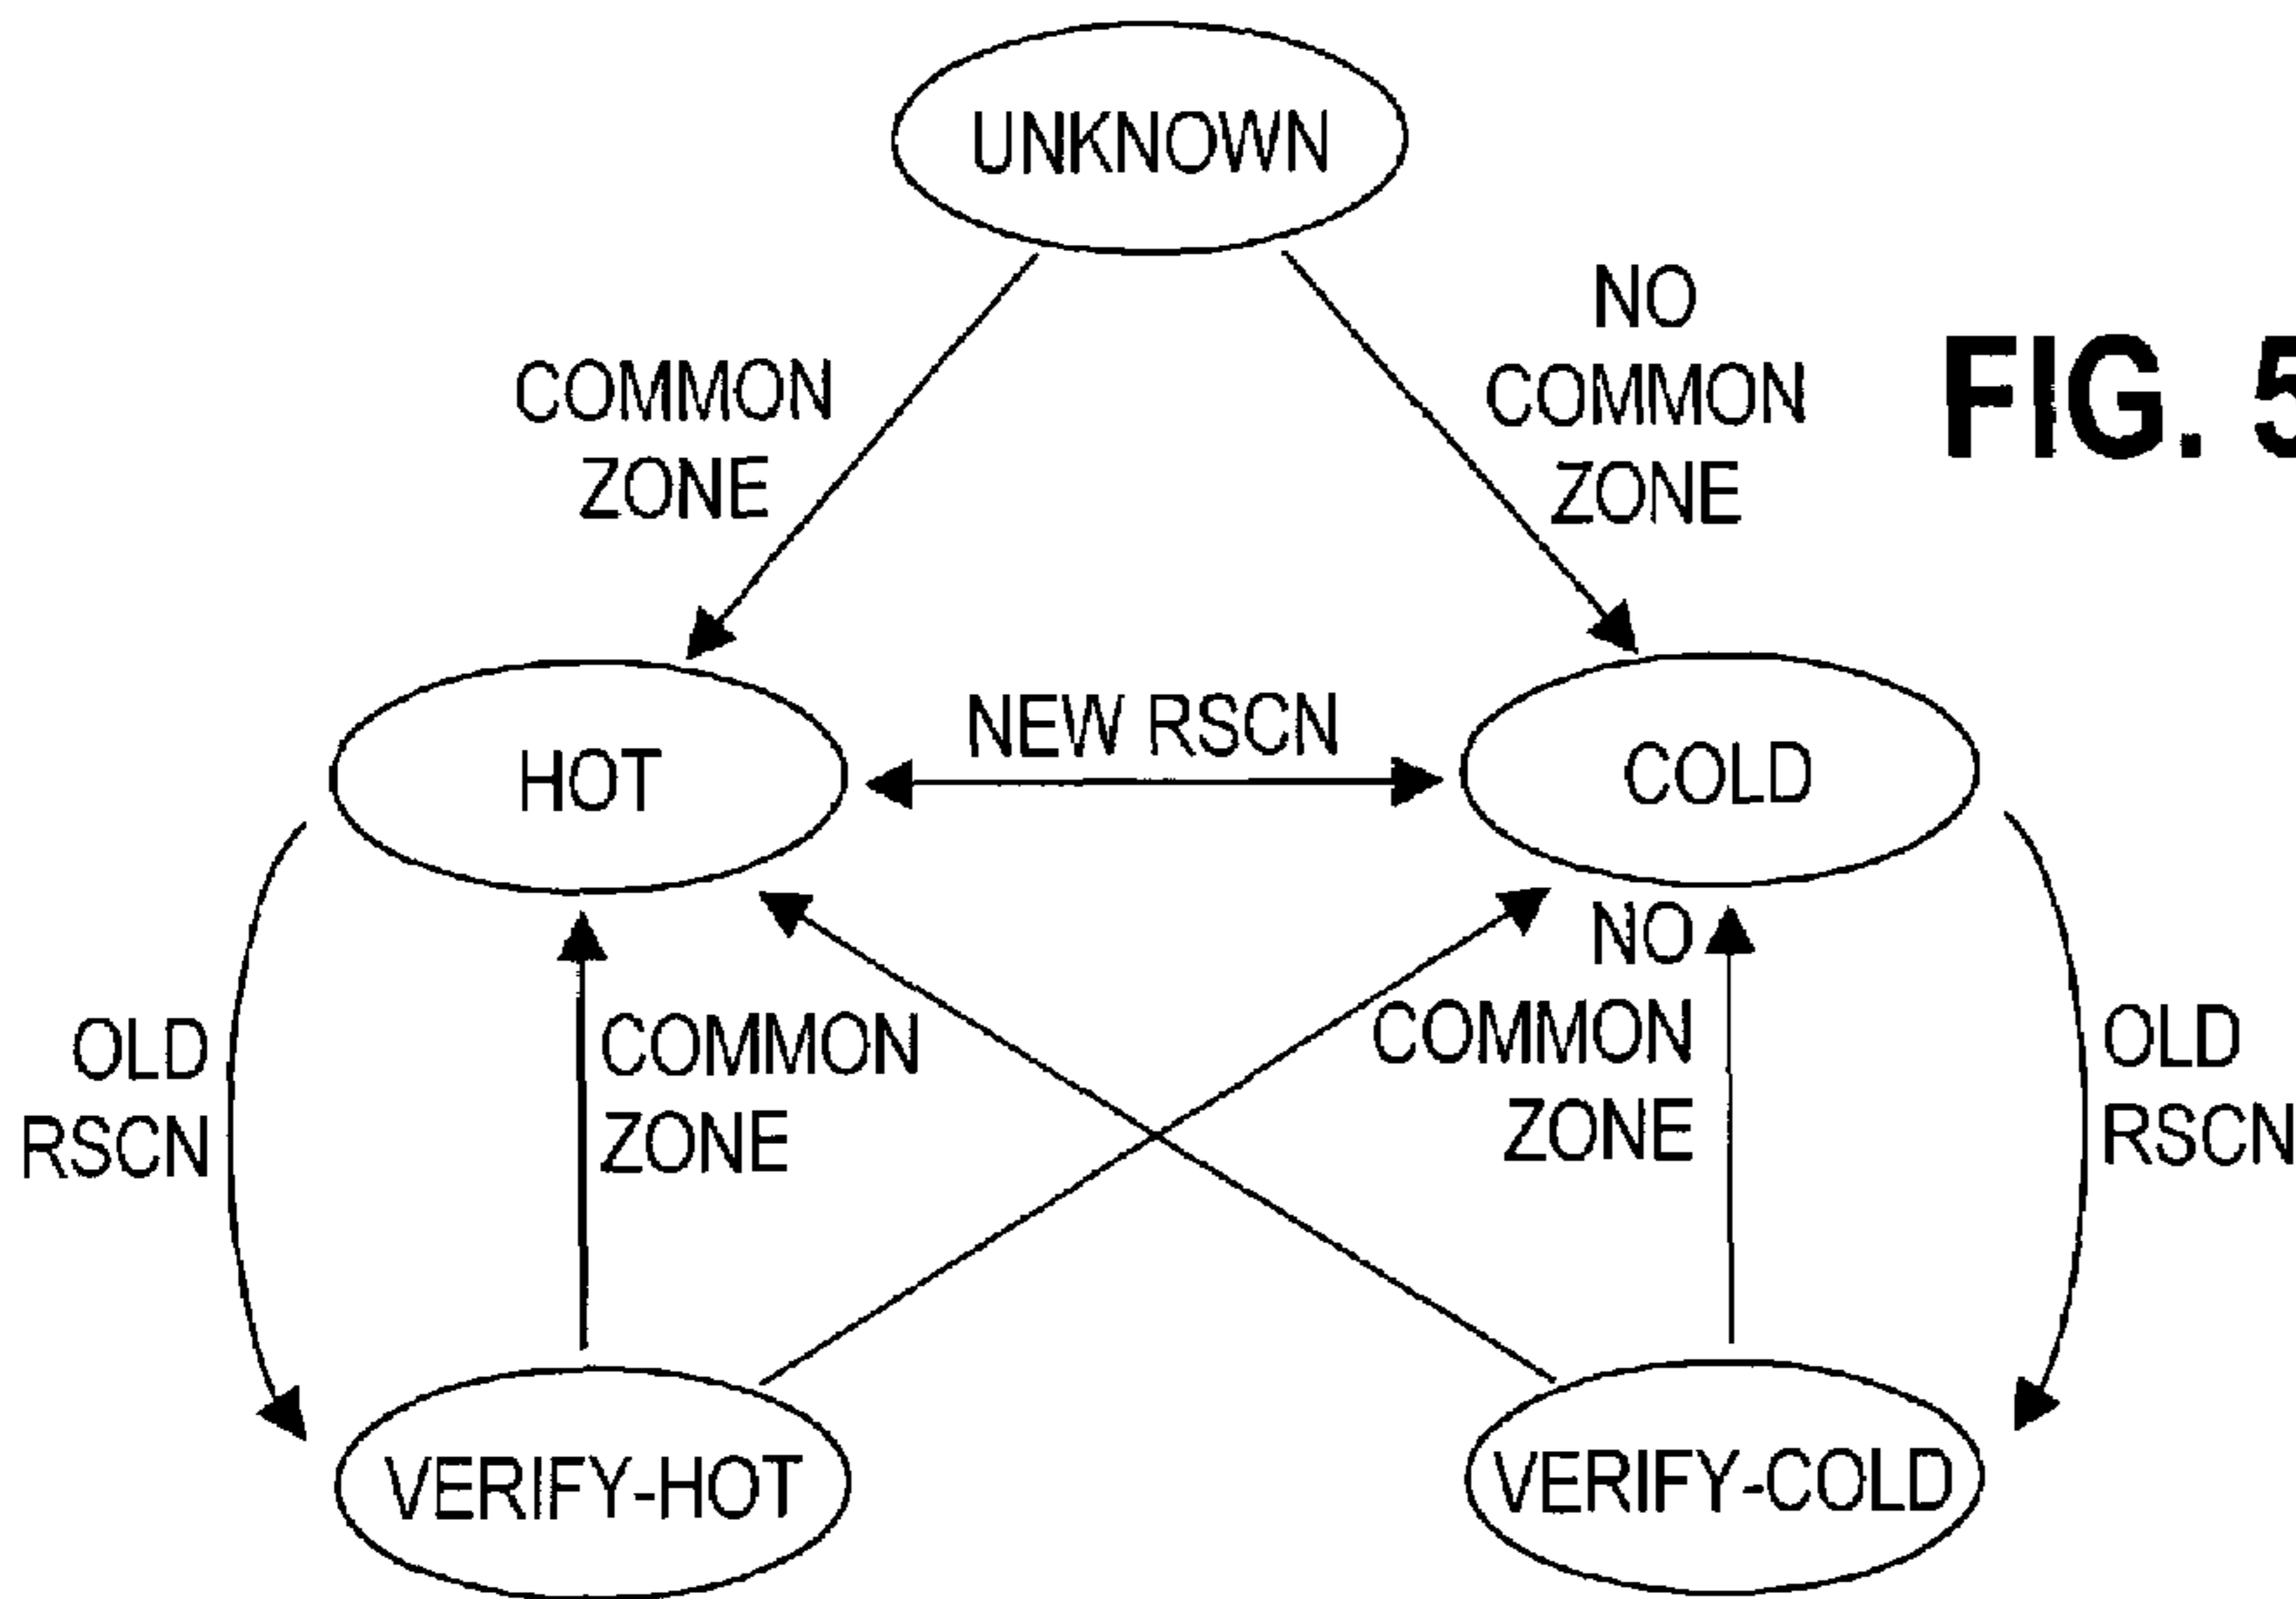 UNKNOWN
NO
COMMON
ZONE
COMMON
ZONE
FIG. 5
HOT
NEW RSCN
COLD
OLD
RSCN
COMMON
ZONE
NO
COMMON
ZONE
OLD
RSCN
VERIFY-HOT
VERIFY-COLD